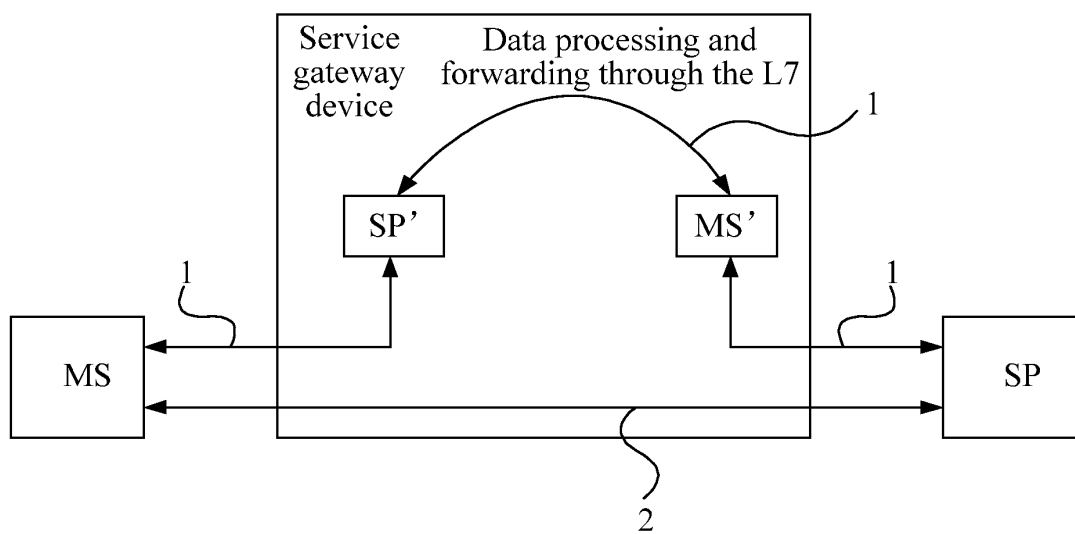 Service
gateway
device
Data processing and
forwarding through the L7
1
SP’
MS’
1
1
MS
SP
2